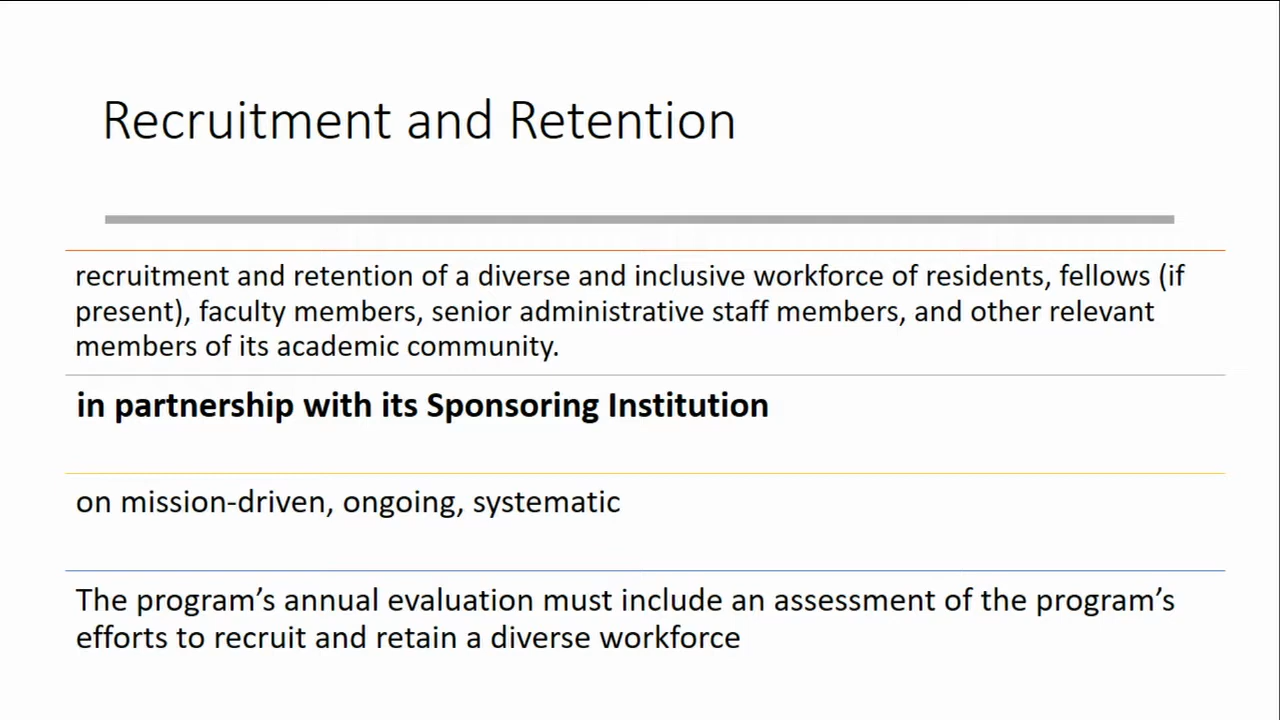 Recruitment and Retention
recruitment and retention of a diverse and inclusive workforce of residents, fellows (if
present), faculty members, senior administrative staff members, and other relevant
members of its academic community.
in partnership with its Sponsoring Institution
on mission-driven, ongoing, systematic
The program’s annual evaluation must include an assessment of the program’s
efforts to recruit and retain a diverse workforce